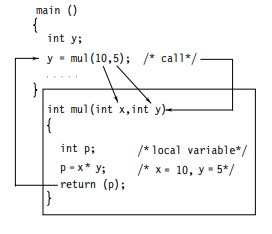 main ()
{
int y;
y = mul(10,5); /* call*/
. . . . .
}
int mul(int x,int y)
{
int p; /*local variable*/
p=x* y; /* x= 10, y=5*/
return (p);
}